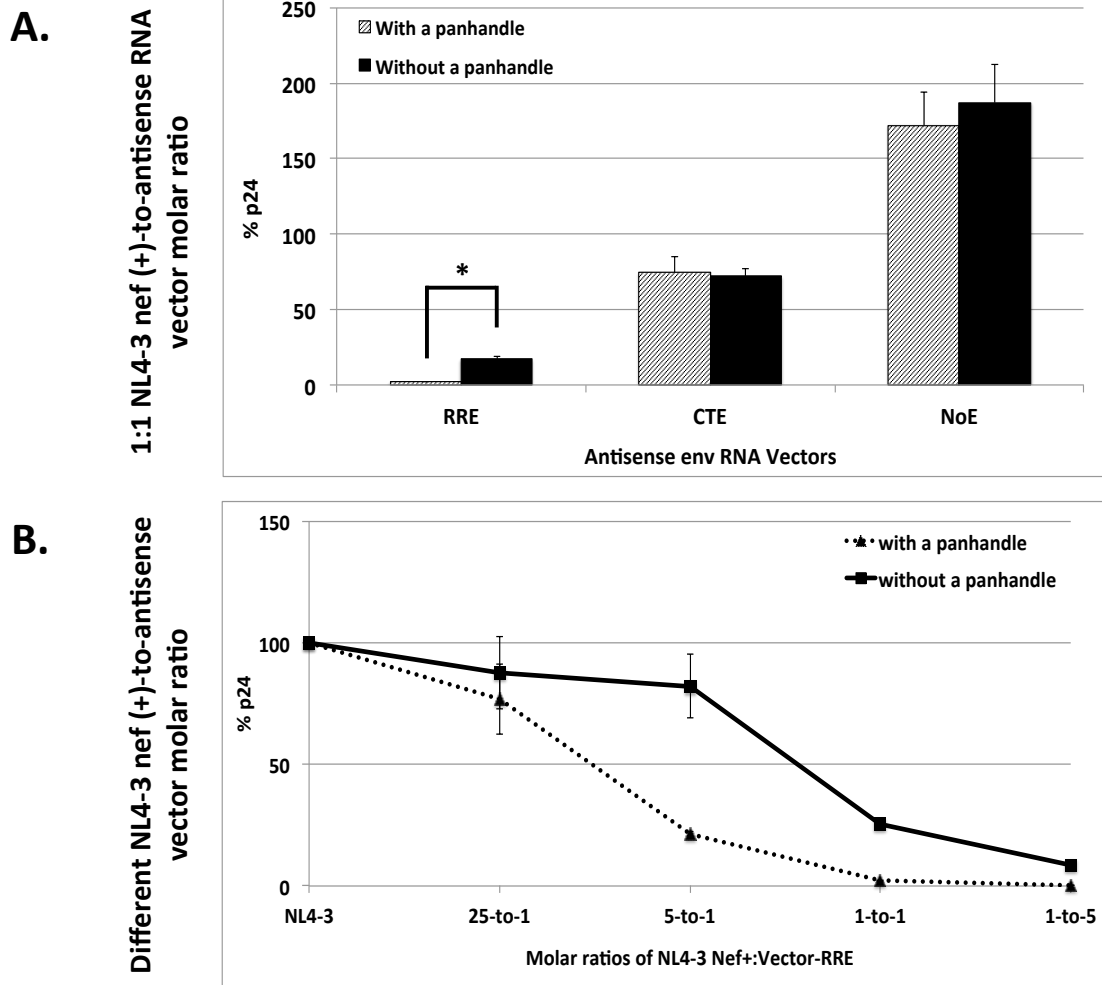 A.
1:1 NL4-3 nef (+)-to-antisense RNA
vector molar ratio
250
200
150
100
50
0
% p24
With a panhandle
Without a panhandle
*
RRE CTE NoE
Antisense env RNA Vectors
B.
Different NL4-3 nef (+)-to-antisense
vector molar ratio
150
100
50
0
% p24
with a panhandle
without a panhandle
NL4-3 25-to-1 5-to-1 1-to-1 1-to-5
Molar ratios of NL4-3 Nef+:Vector-RRE